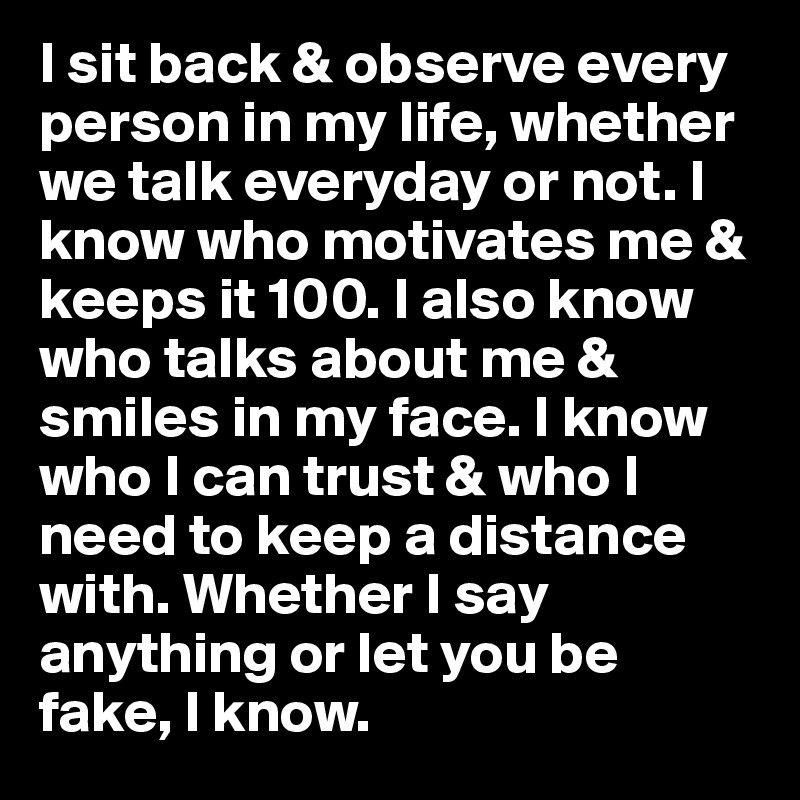 I sit back & observe every
person in my life, whether
we talk everyday or not. I
know who motivates me &
keeps it 100. I also know
who talks about me &
smiles in my face. I know
who I can trust & who I
need to keep a distance
with. Whether I say
anything or let you be
fake, I know.